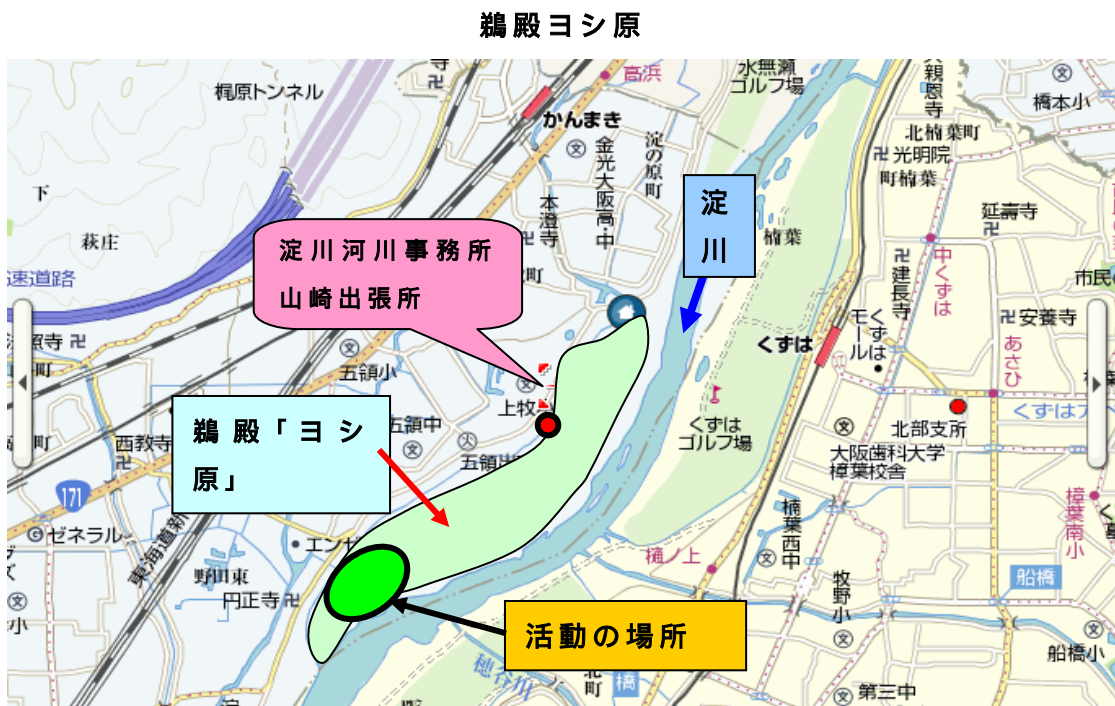 鵜殿ヨシ原
梶原トンネル
高浜
水無瀬
ゴルフ場
親恩寺
橋本小
かんまき
金光大阪高・中
淀の原町
北楠葉町
光明院
町楠葉
下
萩庄
本澄寺
淀川
楠葉
延壽寺
淀川河川事務所
山崎出張所
速道路
建長寺
中くずは
市民
安養寺
くずは
くずは
モール
あさひ
五領小
上牧
くずは
ゴルフ場
北部支所
鵜殿「ヨシ
原」
五領中
西教寺
大阪歯科大学
樟葉校舎
171
ゼネラル
樟葉南小
楠葉西中
東海道新
野田東
円正寺
樋ノ上
船橋
牧野小
活動の場所
船橋小
穂谷川
北町
橋
第三中